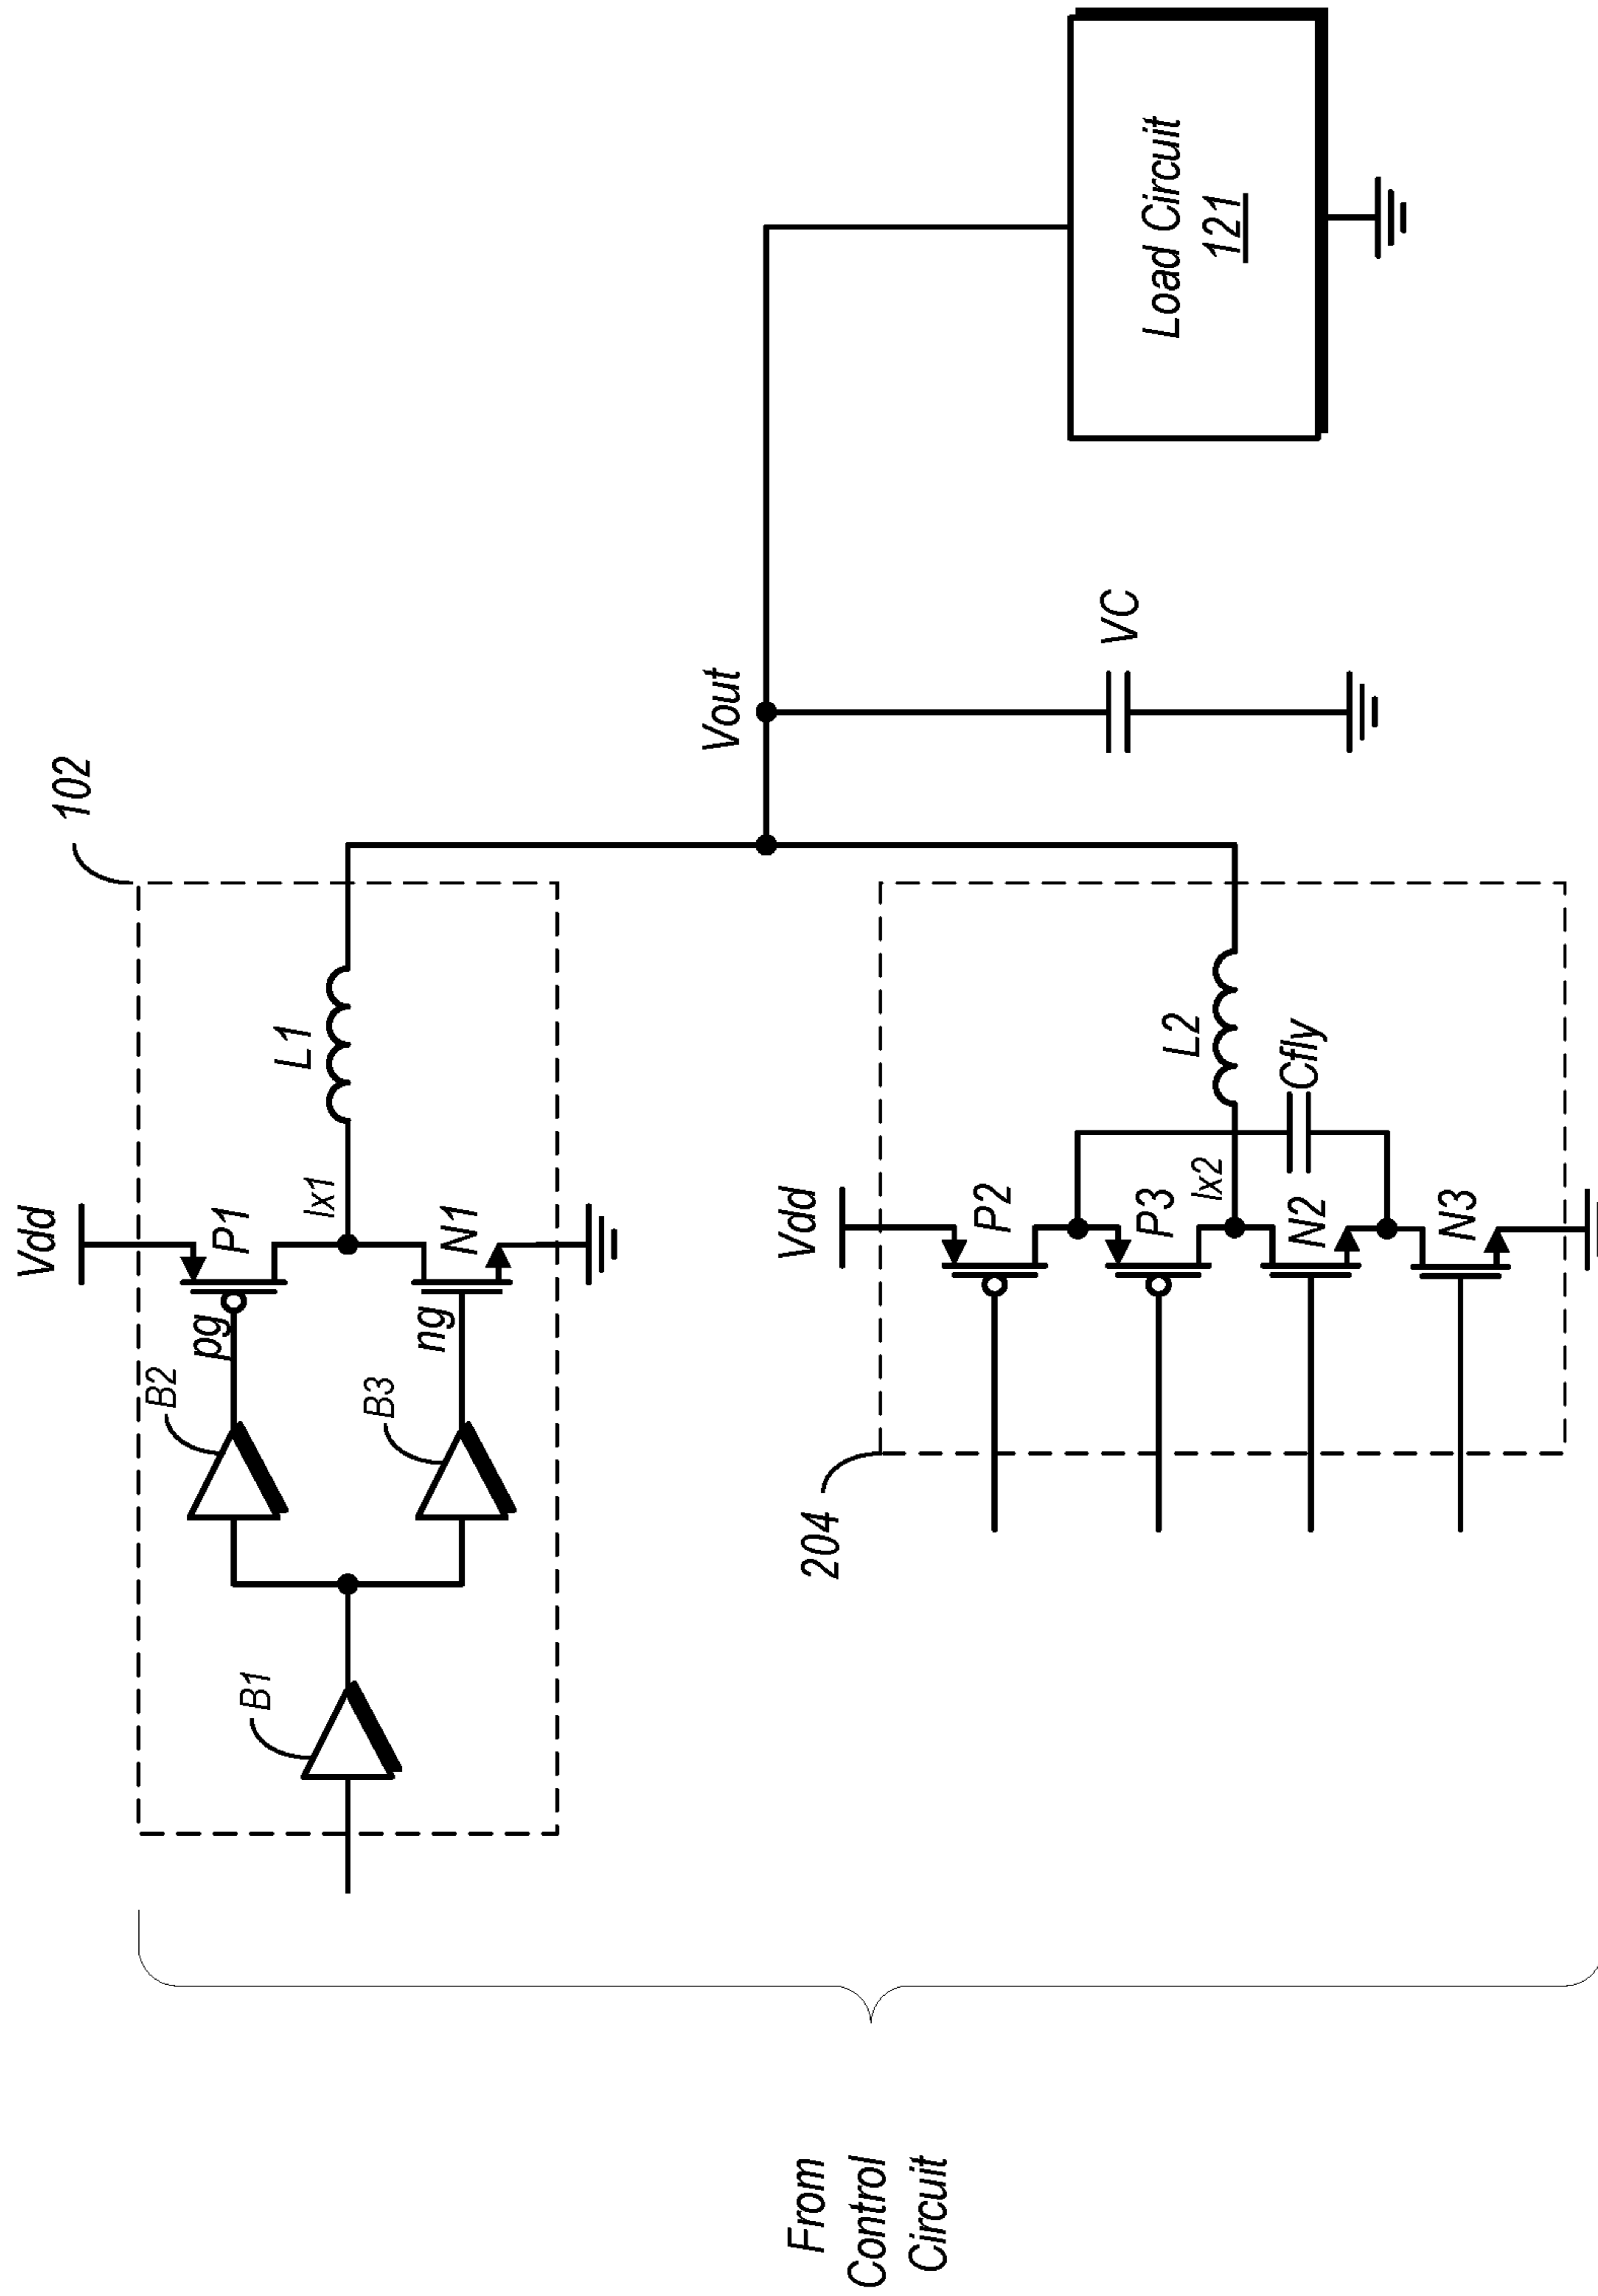 Vdd
102
B2
pg
P1
B1
lx1
L1
B3
ng
N1
Vout
From
Control
Circuit
204
Vdd
P2
P3
lx2
L2
N2
Cfly
N3
VC
Load Circuit
121